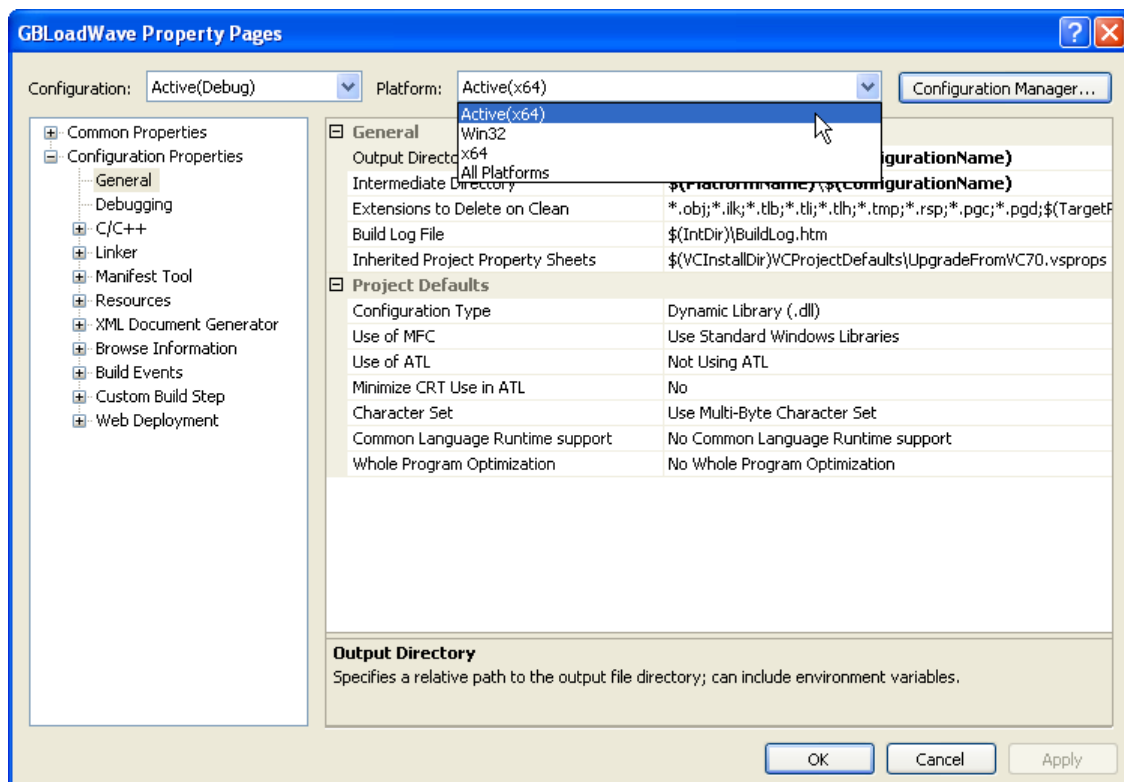 GBLoadWave Property Pages
Configuration: Active(Debug) Platform: Active(x64) Configuration Manager...
Active(x64)
Win32
x64
All Platforms
Common Properties
Configuration Properties
General
Debugging
C/C++
Linker
Manifest Tool
Resources
XML Document Generator
Browse Information
Build Events
Custom Build Step
Web Deployment
General
Output Directo gurationName)
Intermediate Directory $(PlatformName)\$(ConfigurationName)
Extensions to Delete on Clean *.obj;*.ilk;*.tlb;*.tli;*.tlh;*.tmp;*.rsp;*.pgc;*.pgd;$(TargetP
Build Log File $(IntDir)\BuildLog.htm
Inherited Project Property Sheets $(VCInstallDir)VCProjectDefaults\UpgradeFromVC70.vsprops
Project Defaults
Configuration Type Dynamic Library (.dll)
Use of MFC Use Standard Windows Libraries
Use of ATL Not Using ATL
Minimize CRT Use in ATL No
Character Set Use Multi-Byte Character Set
Common Language Runtime support No Common Language Runtime support
Whole Program Optimization No Whole Program Optimization
Output Directory
Specifies a relative path to the output file directory; can include environment variables.
OK Cancel Apply